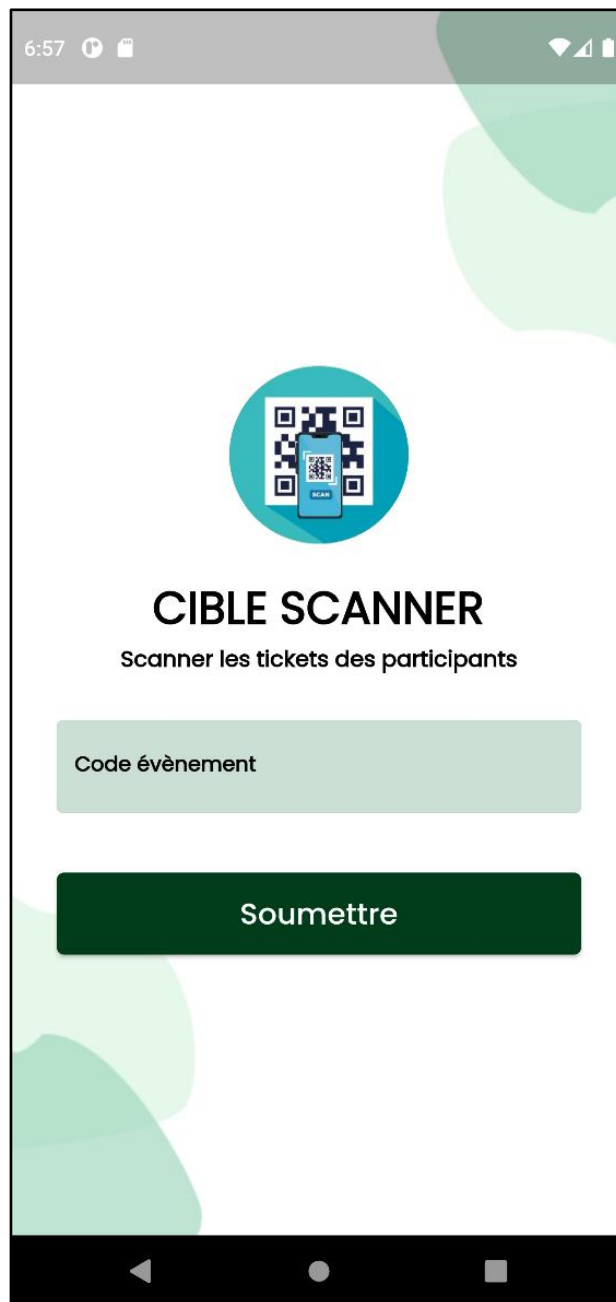 6:57
SCAN
CIBLE SCANNER
Scanner les tickets des participants
Code évènement
Soumettre